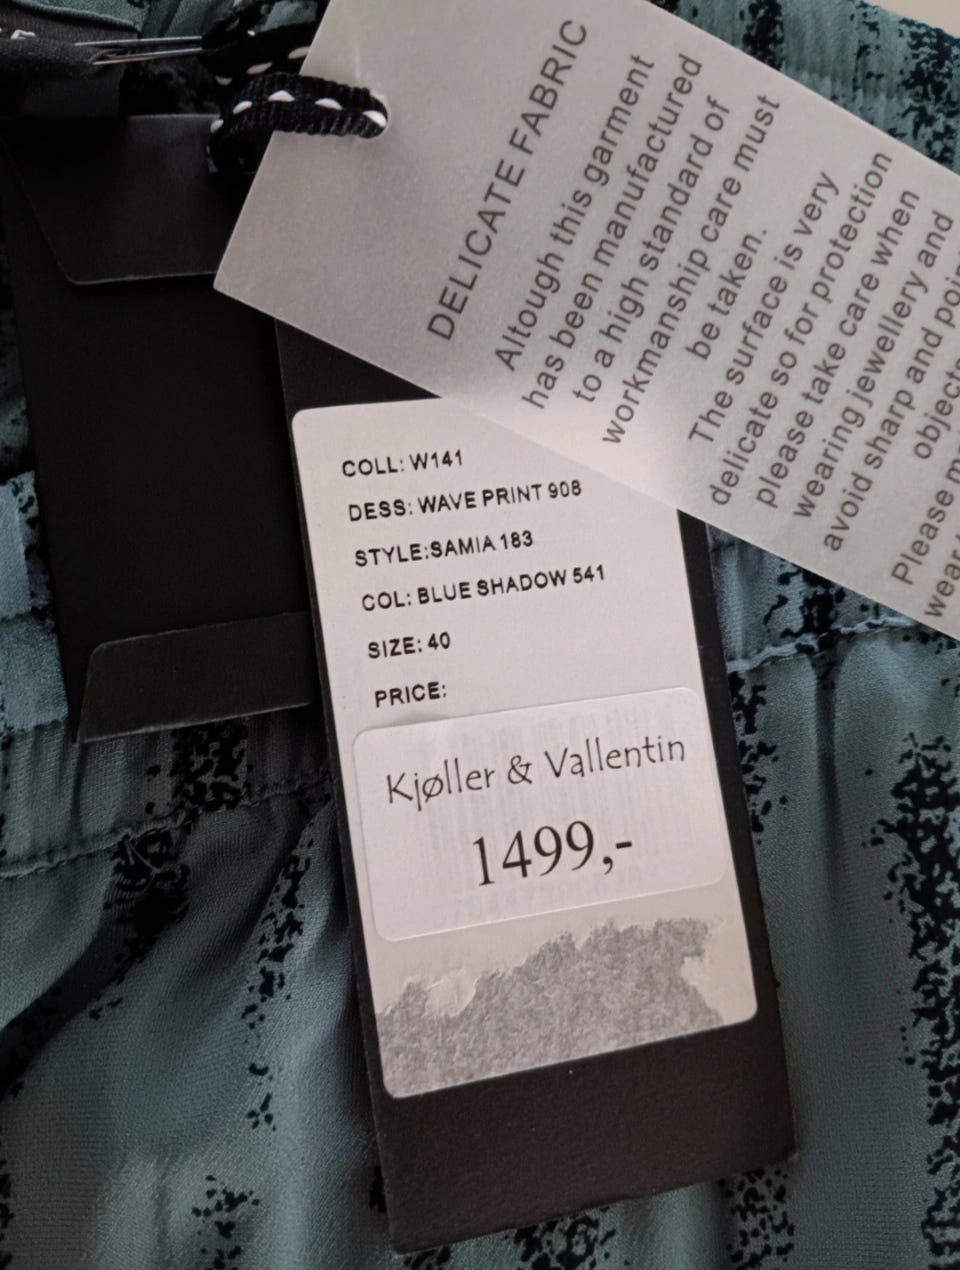 DELICATE FABRIC
Altough this garment
has been manufactured
to a high standard of
workmanship care must
be taken.
The surface is very
delicate so for protection
please take care when
wearing jewellery and
avoid sharp and
Please
wear
COLL: W141
DESS: WAVE PRINT 908
STYLE:SAMIA 183
COL: BLUE SHADOW 541
SIZE: 40
PRICE:
Kjøller & Vallentin
1499,-